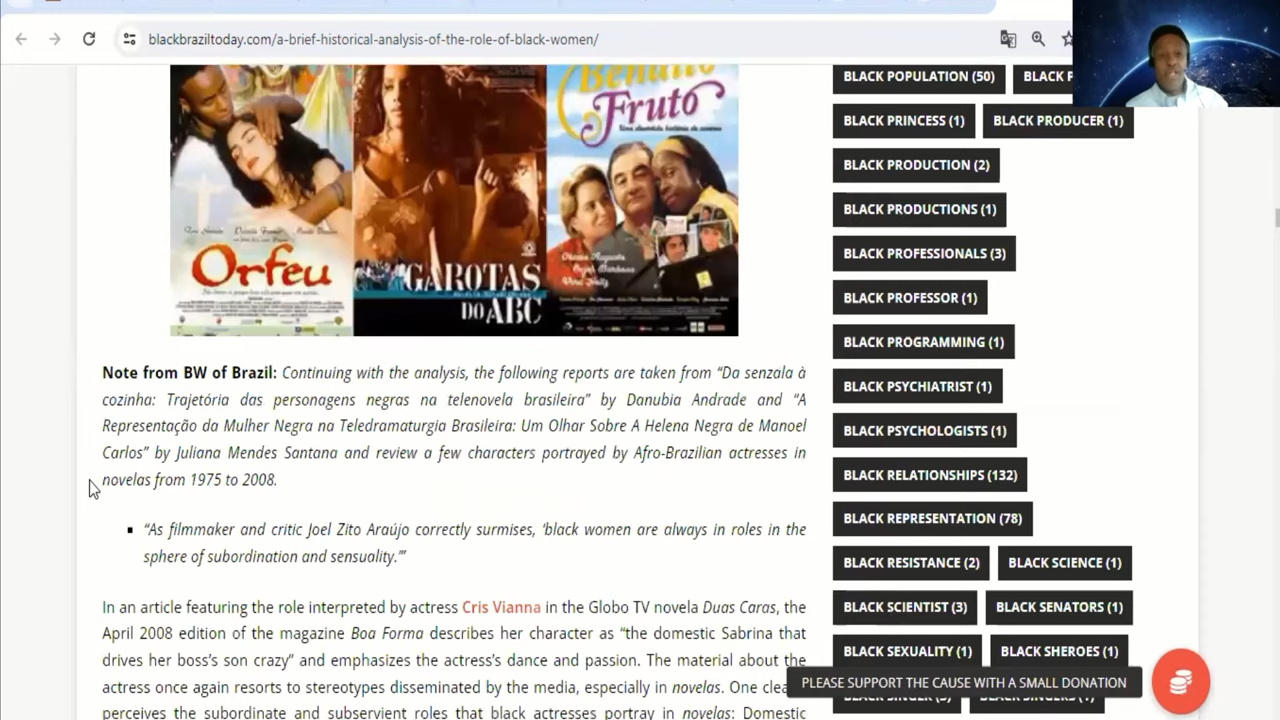 blackbraziltoday.com/a-brief-historical-analysis-of-the-role-of-black-women/
Orfeu
GAROTAS
DO ABC
Bendito
Fruto
Note from BW of Brazil: Continuing with the analysis, the following reports are taken from “Da senzala à
cozinha: Trajetória das personagens negras na telenovela brasileira” by Danubia Andrade and “A
Representação da Mulher Negra na Teledramaturgia Brasileira: Um Olhar Sobre A Helena Negra de Manoel
Carlos” by Juliana Mendes Santana and review a few characters portrayed by Afro-Brazilian actresses in
novelas from 1975 to 2008.
“As filmmaker and critic Joel Zito Araújo correctly surmises, ‘black women are always in roles in the
sphere of subordination and sensuality.’”
In an article featuring the role interpreted by actress Cris Vianna in the Globo TV novela Duas Caras, the
April 2008 edition of the magazine Boa Forma describes her character as “the domestic Sabrina that
drives her boss’s son crazy” and emphasizes the actress’s dance and passion. The material about the
actress once again resorts to stereotypes disseminated by the media, especially in novelas. One
perceives the subordinate and subservient roles that black actresses portray in novelas: Domestic
BLACK POPULATION (50)
BLACK
BLACK PRINCESS (1) BLACK PRODUCER (1)
BLACK PRODUCTION (2)
BLACK PRODUCTIONS (1)
BLACK PROFESSIONALS (3)
BLACK PROFESSOR (1)
BLACK PROGRAMMING (1)
BLACK PSYCHIATRIST (1)
BLACK PSYCHOLOGISTS (1)
BLACK RELATIONSHIPS (132)
BLACK REPRESENTATION (78)
BLACK RESISTANCE (2) BLACK SCIENCE (1)
BLACK SCIENTIST (3) BLACK SENATORS (1)
BLACK SEXUALITY (1) BLACK SHEROES (1)
PLEASE SUPPORT THE CAUSE WITH A SMALL DONATION